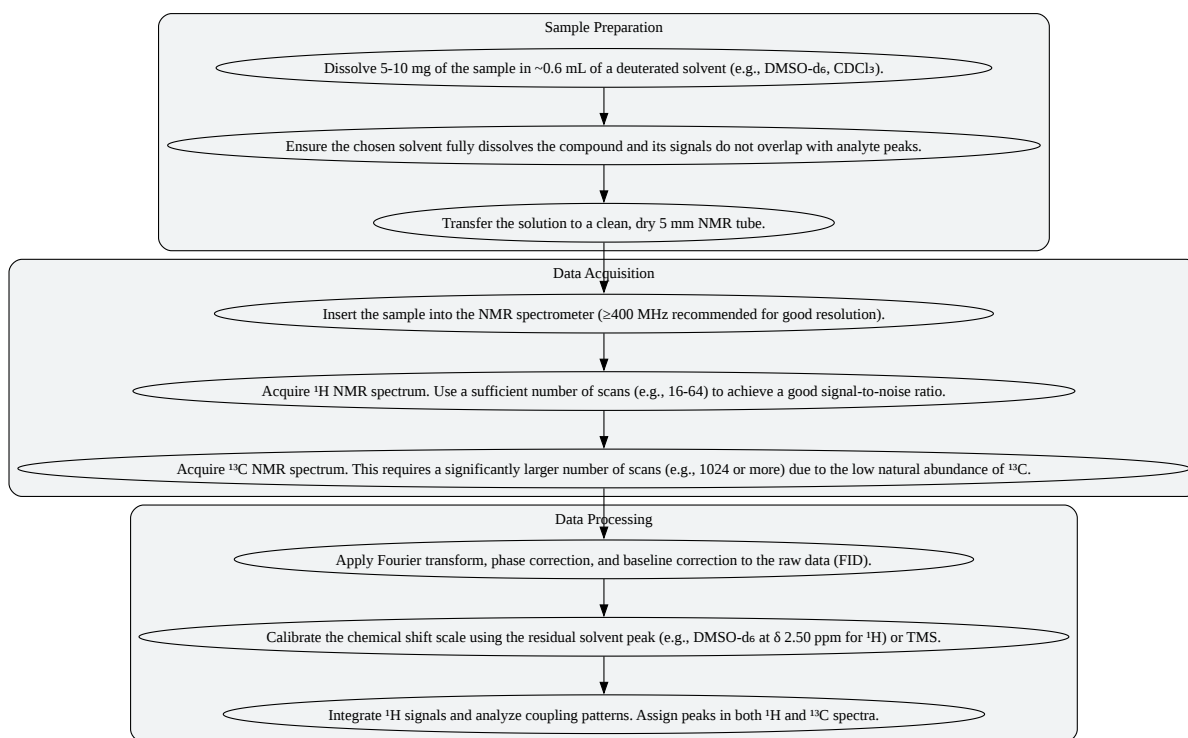 Sample Preparation
Dissolve 5-10 mg of the sample in ~0.6 mL of a deuterated solvent (e.g., DMSO-d₆, CDCl₃).
Ensure the chosen solvent fully dissolves the compound and its signals do not overlap with analyte peaks.
Transfer the solution to a clean, dry 5 mm NMR tube.
Data Acquisition
Insert the sample into the NMR spectrometer (≥400 MHz recommended for good resolution).
Acquire ¹H NMR spectrum. Use a sufficient number of scans (e.g., 16-64) to achieve a good signal-to-noise ratio.
Acquire ¹³C NMR spectrum. This requires a significantly larger number of scans (e.g., 1024 or more) due to the low natural abundance of ¹³C.
Data Processing
Apply Fourier transform, phase correction, and baseline correction to the raw data (FID).
Calibrate the chemical shift scale using the residual solvent peak (e.g., DMSO-d₆ at δ 2.50 ppm for ¹H) or TMS.
Integrate ¹H signals and analyze coupling patterns. Assign peaks in both ¹H and ¹³C spectra.